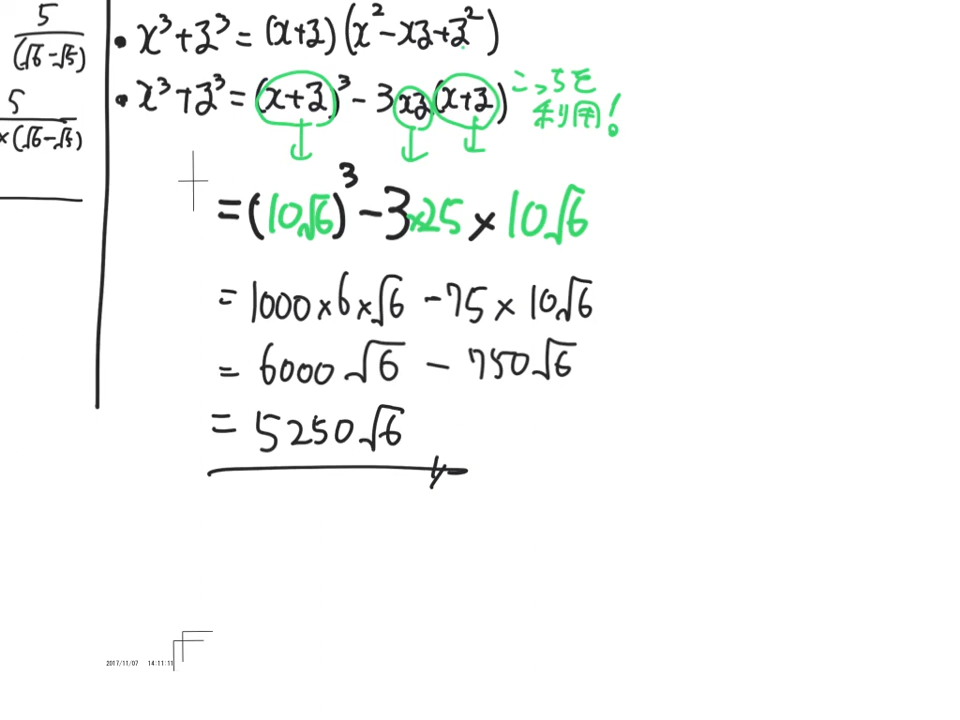 5
(√6-√5)
5
×(√6-√5)
・x³+z³=(x+z)(x²-xz+z²)
・x³+z³=(x+z)³-3xz(x+z)
こっちを
利用!
=(10√6)³-3×25×10√6
=1000×6×√6-75×10√6
=6000√6-750√6
=5250√6
2017/11/07 14:11:11